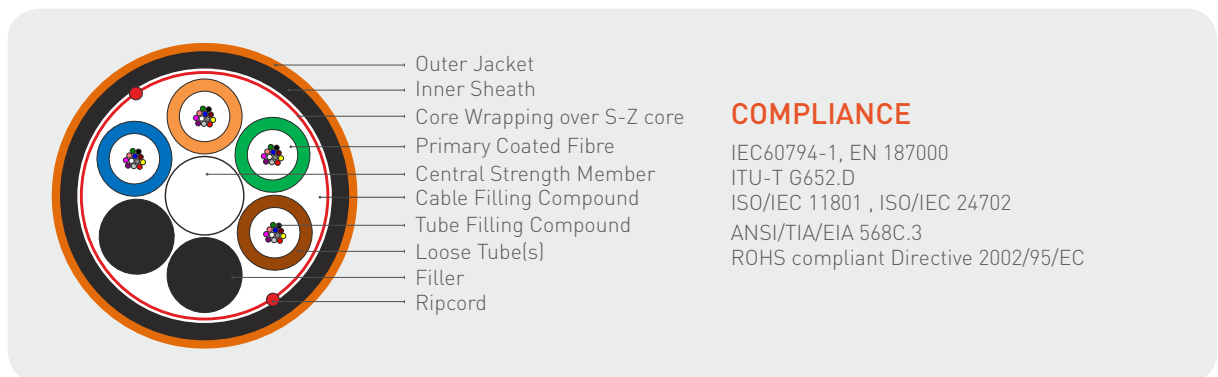 Outer Jacket
Inner Sheath
Core Wrapping over S-Z core
Primary Coated Fibre
Central Strength Member
Cable Filling Compound
Tube Filling Compound
Loose Tube(s)
Filler
Ripcord
COMPLIANCE
IEC60794-1, EN 187000
ITU-T G652.D
ISO/IEC 11801 , ISO/IEC 24702
ANSI/TIA/EIA 568C.3
ROHS compliant Directive 2002/95/EC